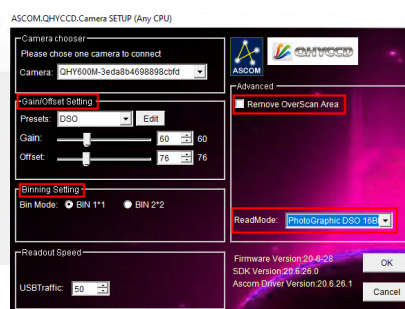 ASCOM.QHYCCD.Camera SETUP (Any CPU)
Camera chooser
Please chose one camera to connect
Camera: QHY600M-3eda8b4698898cbfd
Gain/Offset Setting
Presets: DSO Edit
Gain: 60 60
Offset: 76 76
Binning Setting
Bin Mode: BIN 1*1 BIN 2*2
Readout Speed
USBTraffic: 50
ASCOM QHYCCD
Advanced
Remove OverScan Area
ReadMode: PhotoGraphic DSO 16B
Firmware Version:20-6-28
SDK Version:20.6.26.0
Ascom Driver Version:20.6.26.1
OK
Cancel